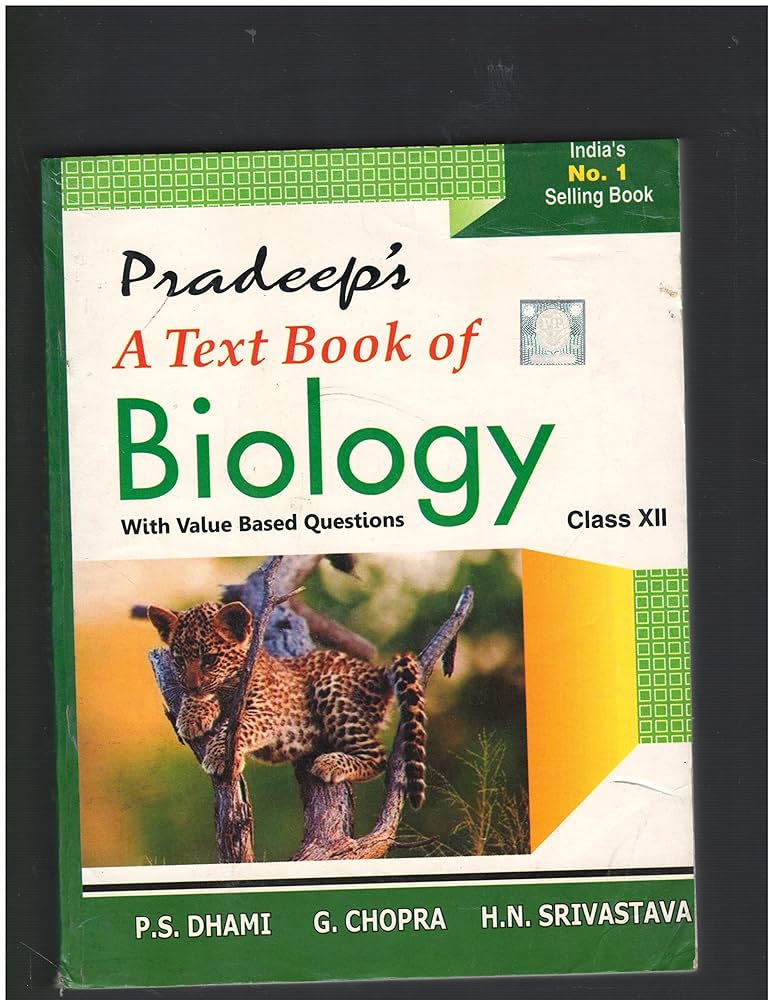 India's
No. 1
Selling Book
Pradeep's
A Text Book of
Biology
With Value Based Questions
Class XII
P.S. DHAMI G. CHOPRA H.N. SRIVASTAVA